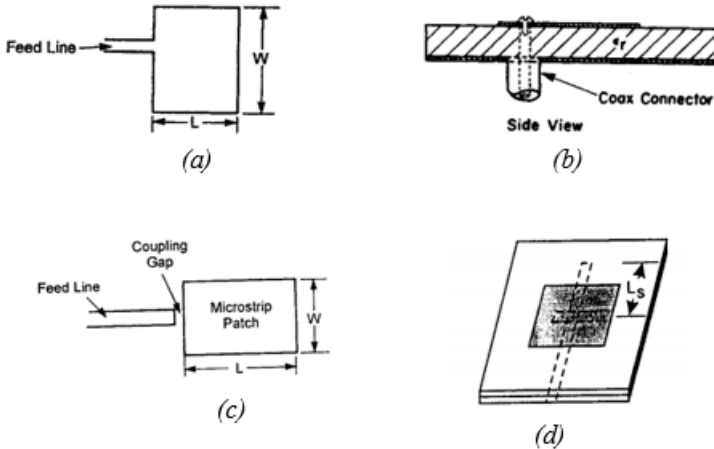 Feed Line
W
L
(a)
εr
Coax Connector
Side View
(b)
Coupling
Gap
Feed Line
Microstrip
Patch
W
L
(c)
Ls
(d)